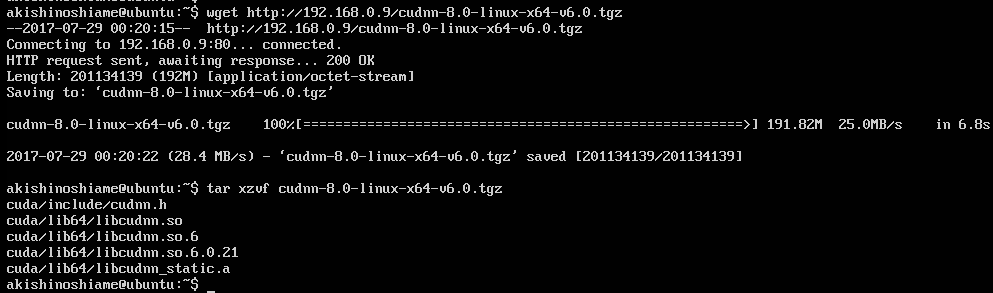 akishinoshiame@ubuntu:~$ wget http://192.168.0.9/cudnn-8.0-linux-x64-v6.0.tgz
--2017-07-29 00:20:15-- http://192.168.0.9/cudnn-8.0-linux-x64-v6.0.tgz
Connecting to 192.168.0.9:80... connected.
HTTP request sent, awaiting response... 200 OK
Length: 201134139 (192M) [application/octet-stream]
Saving to: ‘cudnn-8.0-linux-x64-v6.0.tgz’
cudnn-8.0-linux-x64-v6.0.tgz 100%[=======================================================>] 191.82M 25.0MB/s in 6.8s
2017-07-29 00:20:22 (28.4 MB/s) - ‘cudnn-8.0-linux-x64-v6.0.tgz’ saved [201134139/201134139]
akishinoshiame@ubuntu:~$ tar xzvf cudnn-8.0-linux-x64-v6.0.tgz
cuda/include/cudnn.h
cuda/lib64/libcudnn.so
cuda/lib64/libcudnn.so.6
cuda/lib64/libcudnn.so.6.0.21
cuda/lib64/libcudnn_static.a
akishinoshiame@ubuntu:~$ _